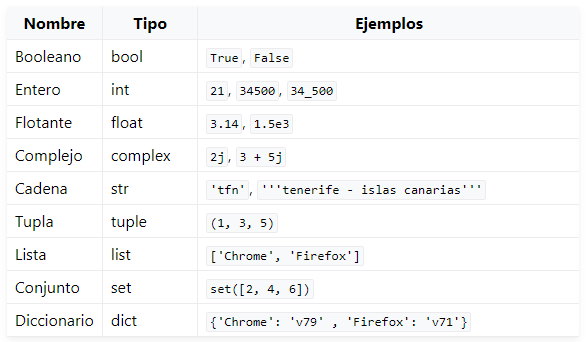 Nombre Tipo Ejemplos
Booleano bool True, False
Entero int 21, 34500, 34_500
Flotante float 3.14, 1.5e3
Complejo complex 2j, 3 + 5j
Cadena str 'tfn', '''tenerife - islas canarias'''
Tupla tuple (1, 3, 5)
Lista list ['Chrome', 'Firefox']
Conjunto set set([2, 4, 6])
Diccionario dict {'Chrome': 'v79' , 'Firefox': 'v71'}